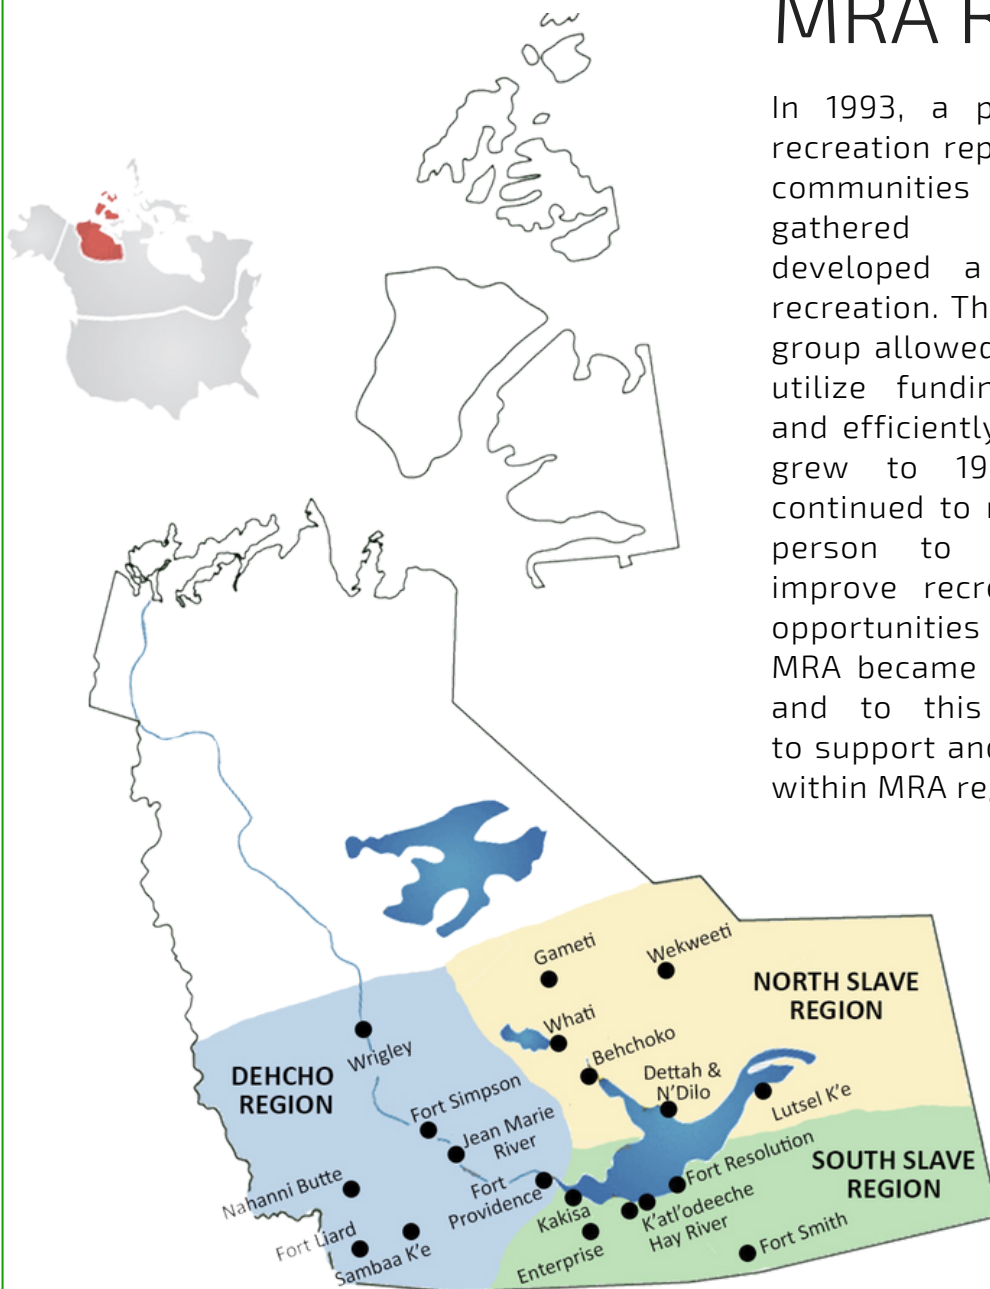 MRA R
In 1993, a p
recreation rep
communities
gathered
developed a
recreation. Th
group allowed
utilize fundin
and efficiently
grew to 19
continued to r
person to
improve recre
opportunities
MRA became
and to this
to support and
within MRA reg
Gameti
Wekweeti
NORTH SLAVE
REGION
Whati
Behchoko
Wrigley
DEHCHO
REGION
Dettah &
N'Dilo
Lutsel K'e
Fort Simpson
Jean Marie
River
Fort Resolution
SOUTH SLAVE
REGION
Nahanni Butte
Fort
Providence
Kakisa
K'atl'odeeche
Hay River
Fort Smith
Fort Liard
Sambaa K'e
Enterprise